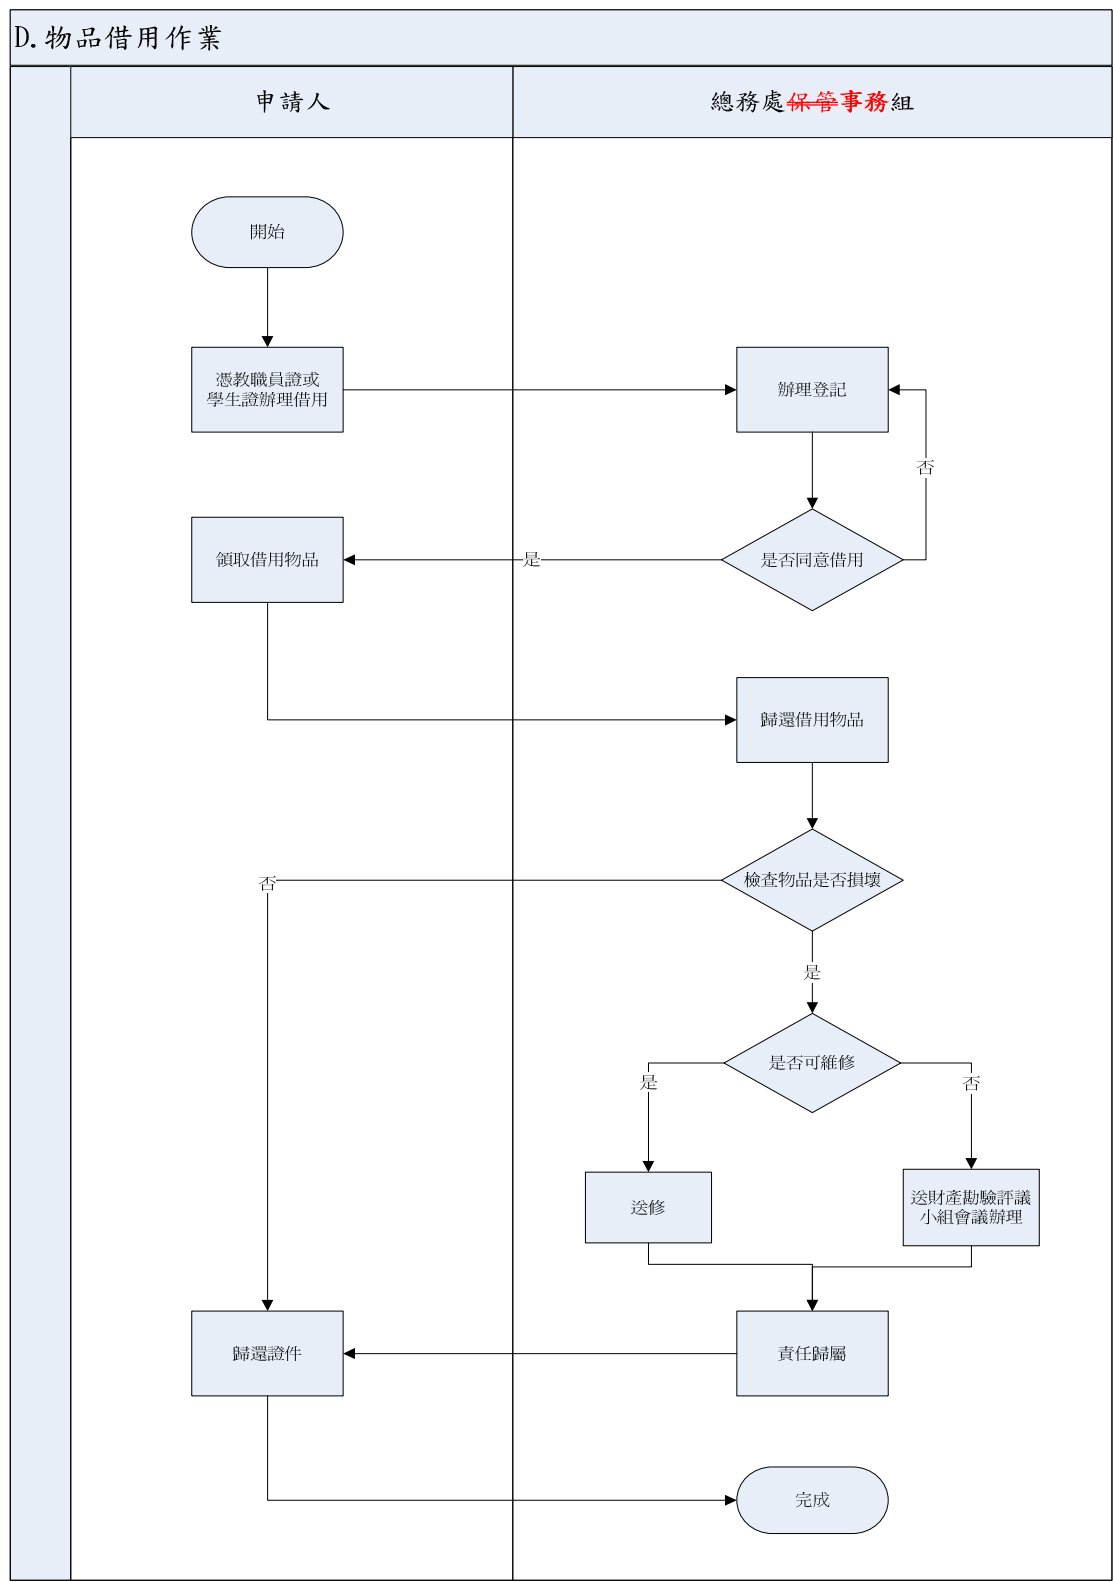 D.物品借用作業
申請人
總務處保管事務組
開始
憑教職員證或
學生證辦理借用
辦理登記
否
領取借用物品
是
是否同意借用
歸還借用物品
否
檢查物品是否損壞
是
是否可維修
是
否
送修
送財產勘驗評議
小組會議辦理
歸還證件
責任歸屬
完成